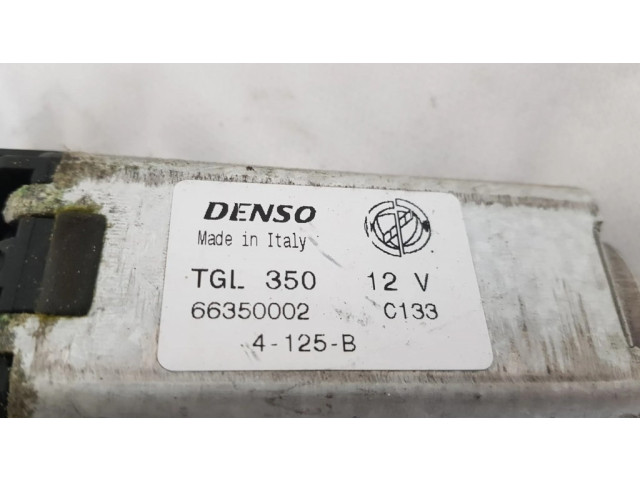 DENSO
Made in Italy
TGL 350 12 V
66350002 C133
4-125-B